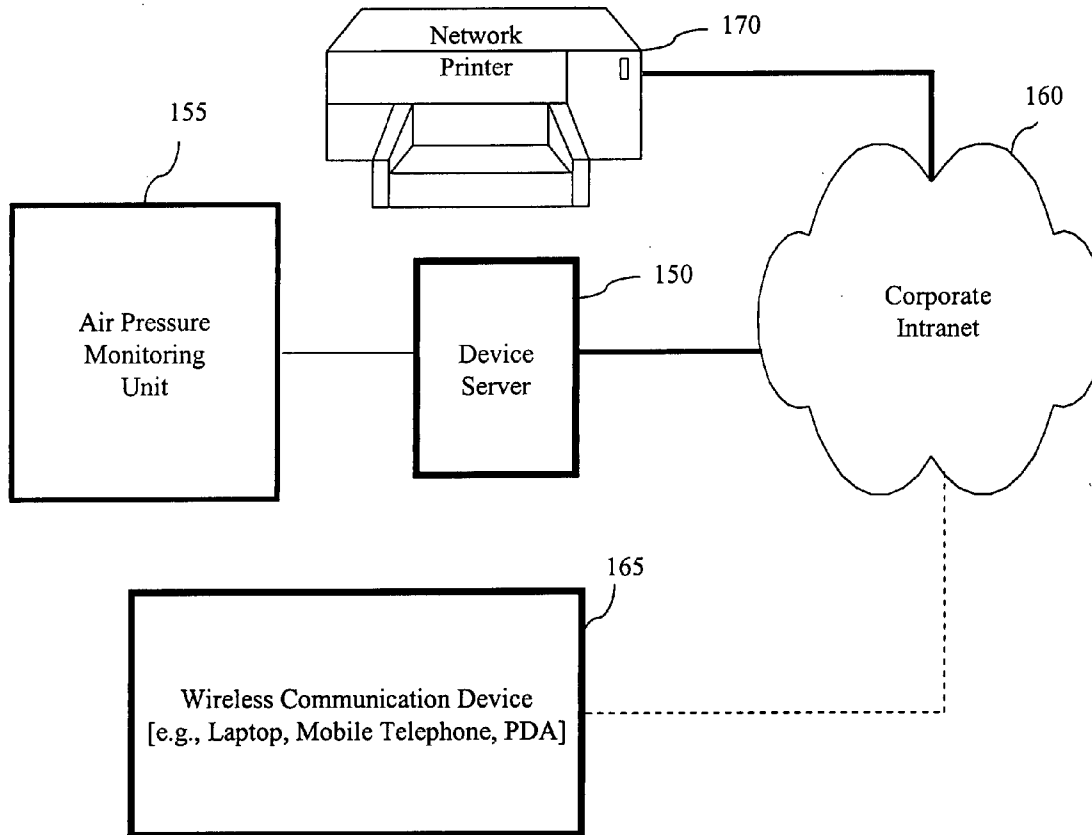 Network
Printer
170
160
155
150
Air Pressure
Monitoring
Unit
Device
Server
Corporate
Intranet
165
Wireless Communication Device
[e.g., Laptop, Mobile Telephone, PDA]